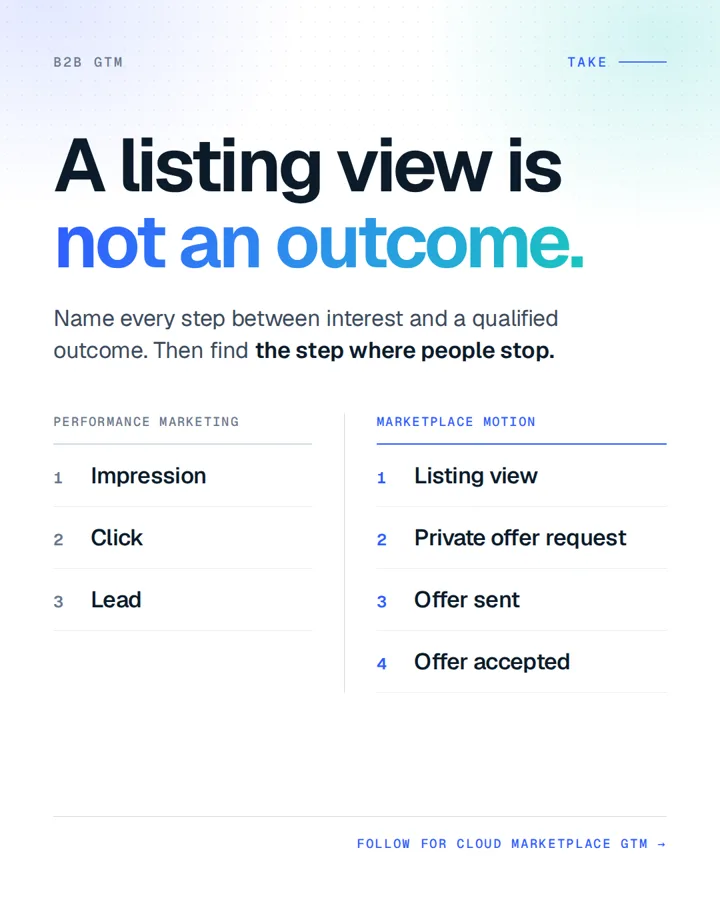 B2B GTM
TAKE
A listing view is
not an outcome.
Name every step between interest and a qualified
outcome. Then find the step where people stop.
PERFORMANCE MARKETING
1 Impression
2 Click
3 Lead
MARKETPLACE MOTION
1 Listing view
2 Private offer request
3 Offer sent
4 Offer accepted
FOLLOW FOR CLOUD MARKETPLACE GTM →